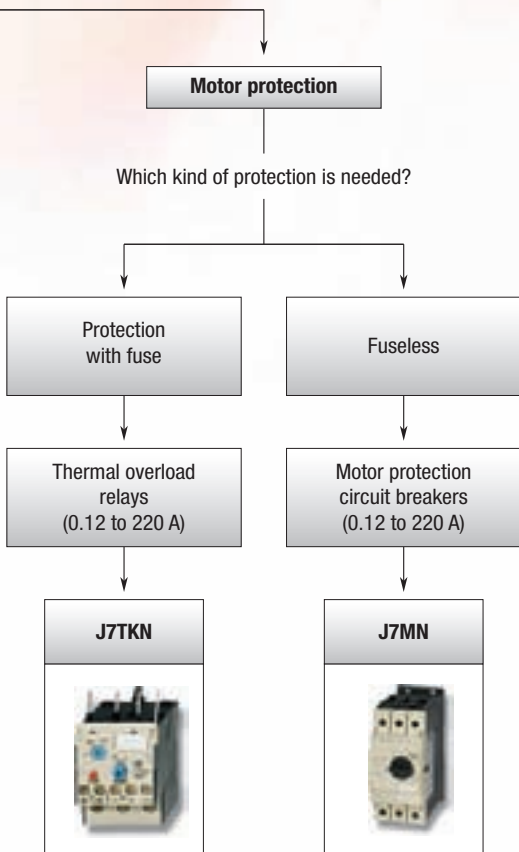 Motor protection
Which kind of protection is needed?
Protection
with fuse
Fuseless
Thermal overload
relays
(0.12 to 220 A)
Motor protection
circuit breakers
(0.12 to 220 A)
J7TKN
J7MN